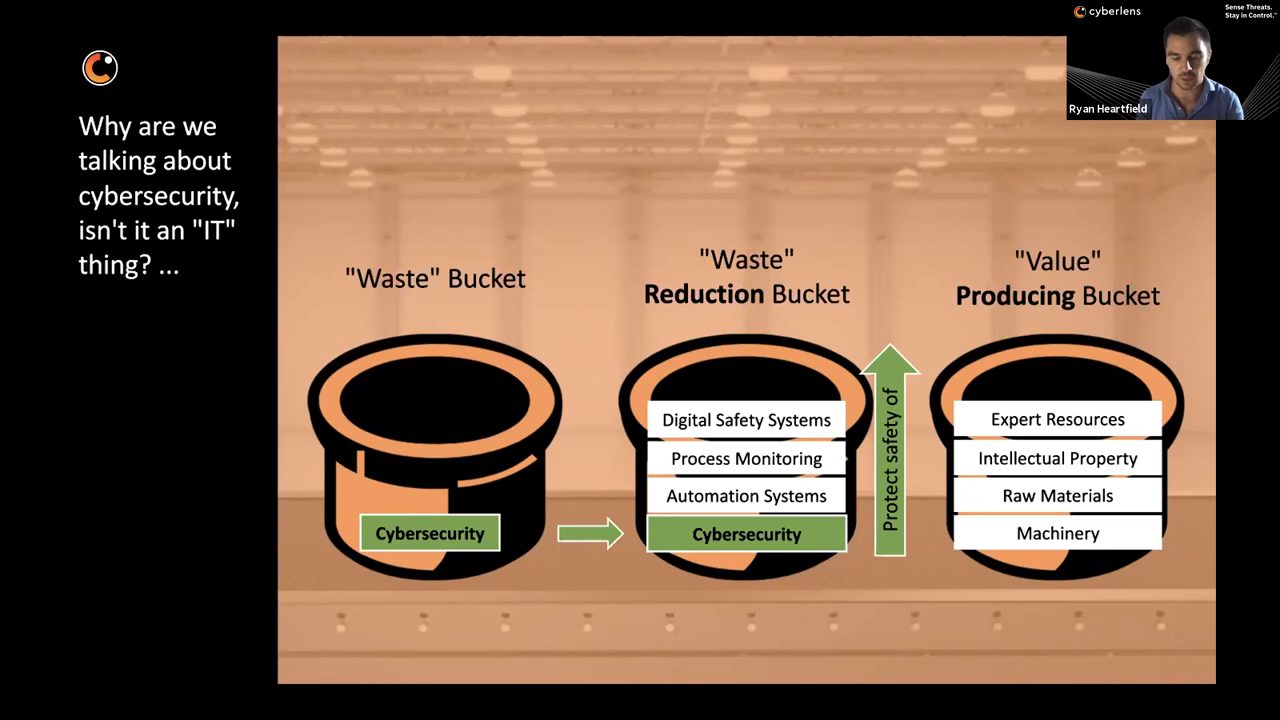 cyberlens
Sense Threats.
Stay in Control.™
Ryan Heartfield
Why are we
talking about
cybersecurity,
isn't it an "IT"
thing? ...
"Waste" Bucket
Cybersecurity
"Waste"
Reduction Bucket
Digital Safety Systems
Process Monitoring
Automation Systems
Cybersecurity
Protect safety of
"Value"
Producing Bucket
Expert Resources
Intellectual Property
Raw Materials
Machinery